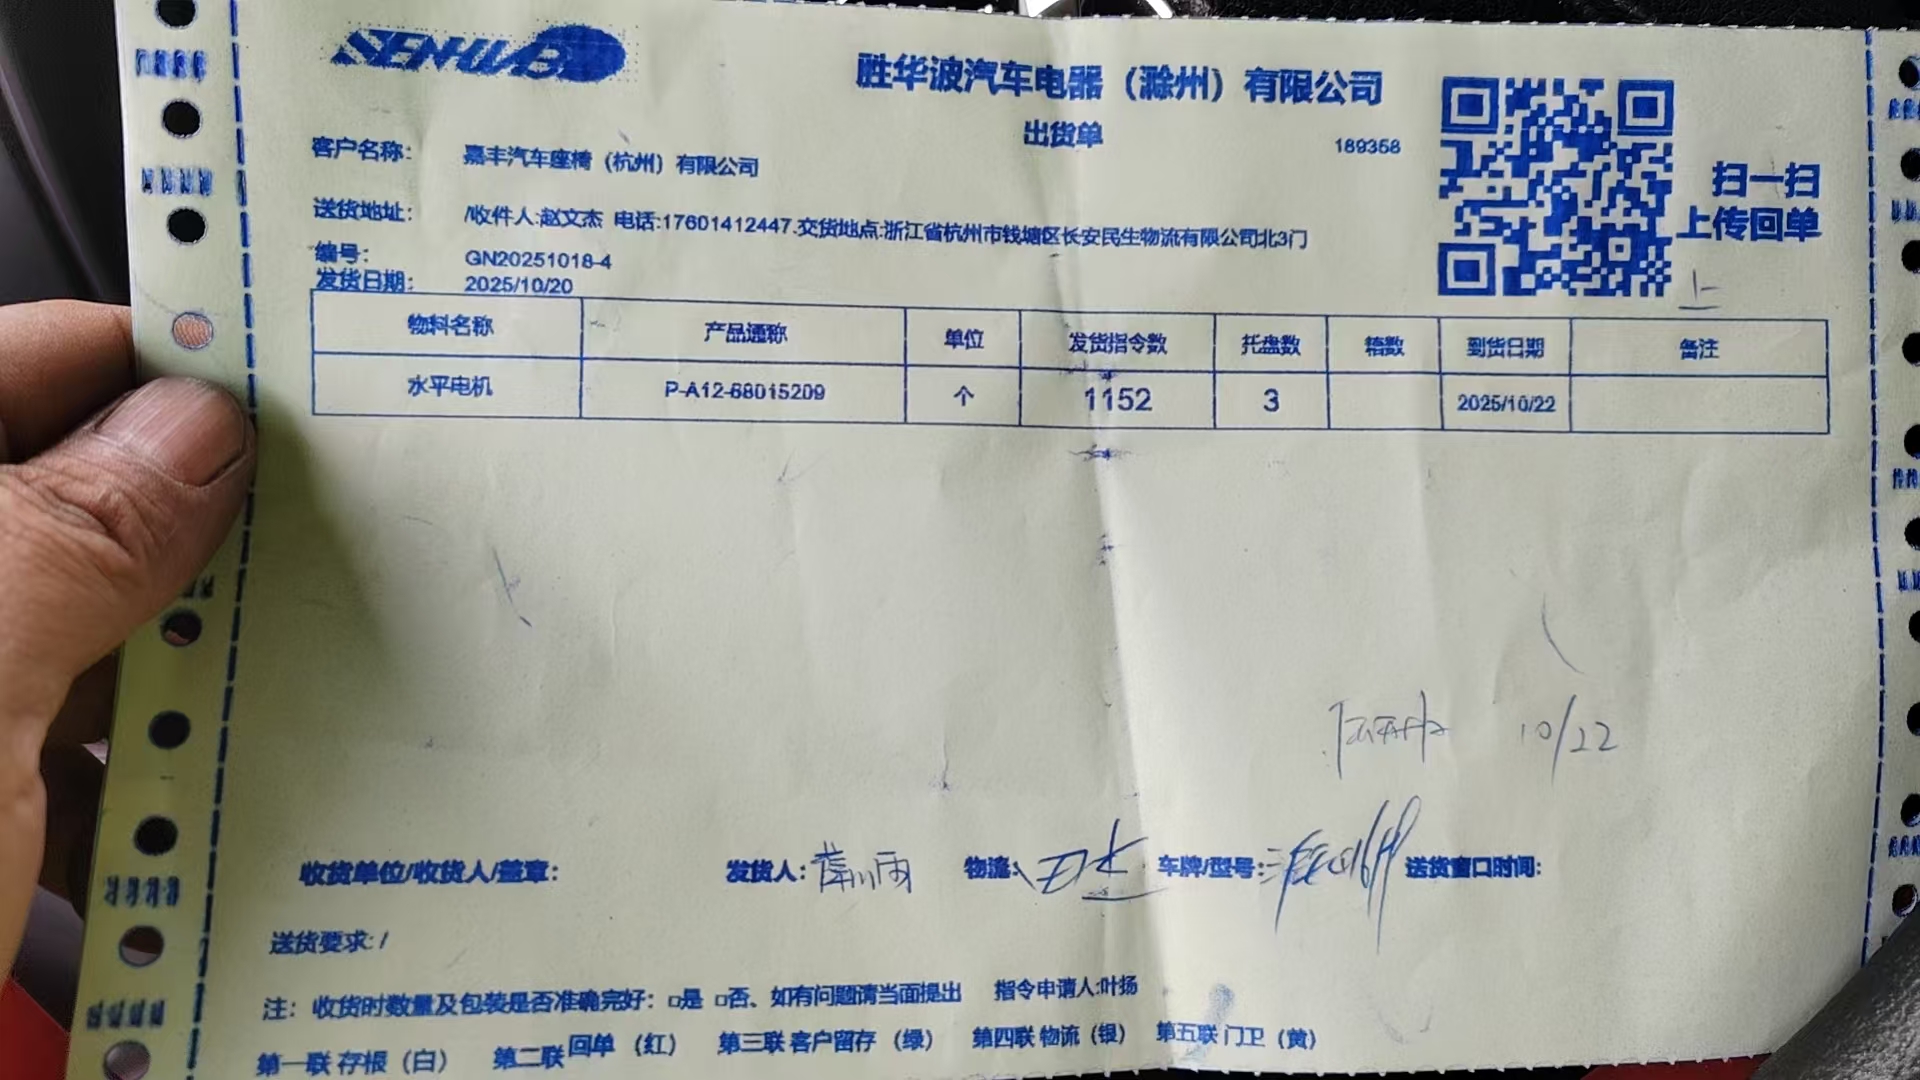 SENHWBO
胜华波汽车电器（滁州）有限公司
出货单
189358
扫一扫
上传回单
上
客户名称： 嘉丰汽车座椅（杭州）有限公司
送货地址： /收件人:赵文杰 电话:17601412447.交货地点:浙江省杭州市钱塘区长安民生物流有限公司北3门
编号： GN20251018-4
发货日期： 2025/10/20
物料名称 产品通称 单位 发货指令数 托盘数 箱数 到货日期 备注
水平电机 P-A12-68015209 个 1152 3 2025/10/22
10/22
收货单位/收货人/盖章： 发货人： 物流： 车牌/型号： 送货窗口时间：
送货要求: /
注： 收货时数量及包装是否准确完好：□是 □否、如有问题请当面提出 指令申请人:叶扬
第一联 存根（白） 第二联 回单（红） 第三联 客户留存（绿） 第四联 物流（银） 第五联 门卫（黄）